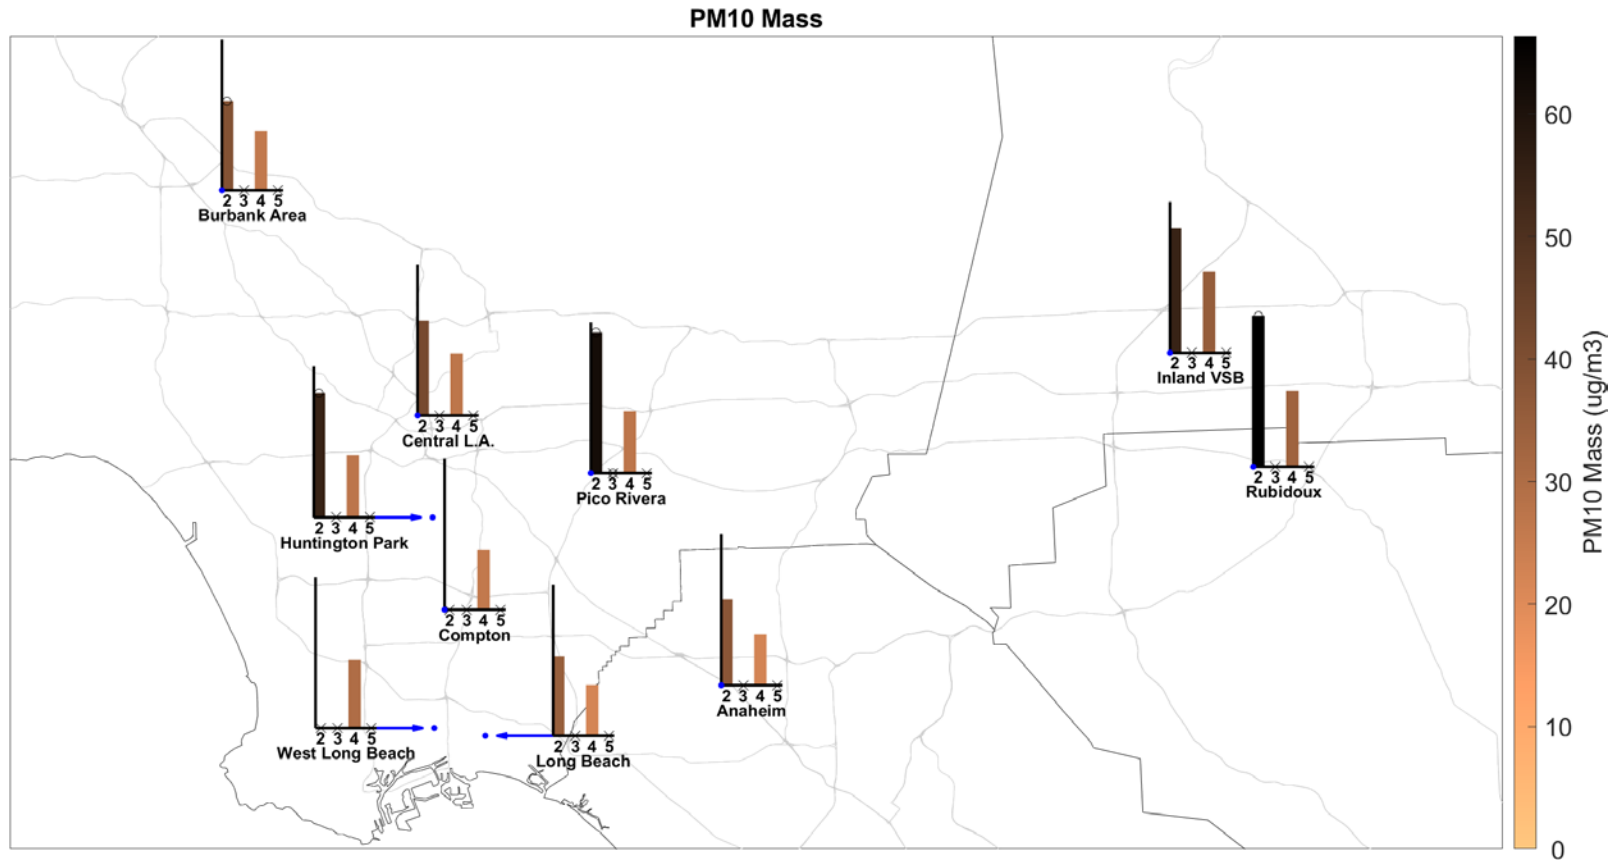 PM10 Mass
2 3 4 5
Burbank Area
2 3 4 5
Central L.A.
2 3 4 5
Pico Rivera
2 3 4 5
Inland VSB
2 3 4 5
Rubidoux
2 3 4 5
Huntington Park
2 3 4 5
Compton
2 3 4 5
Anaheim
2 3 4 5
West Long Beach
2 3 4 5
Long Beach
60
50
40
30
20
10
0
PM10 Mass (ug/m3)